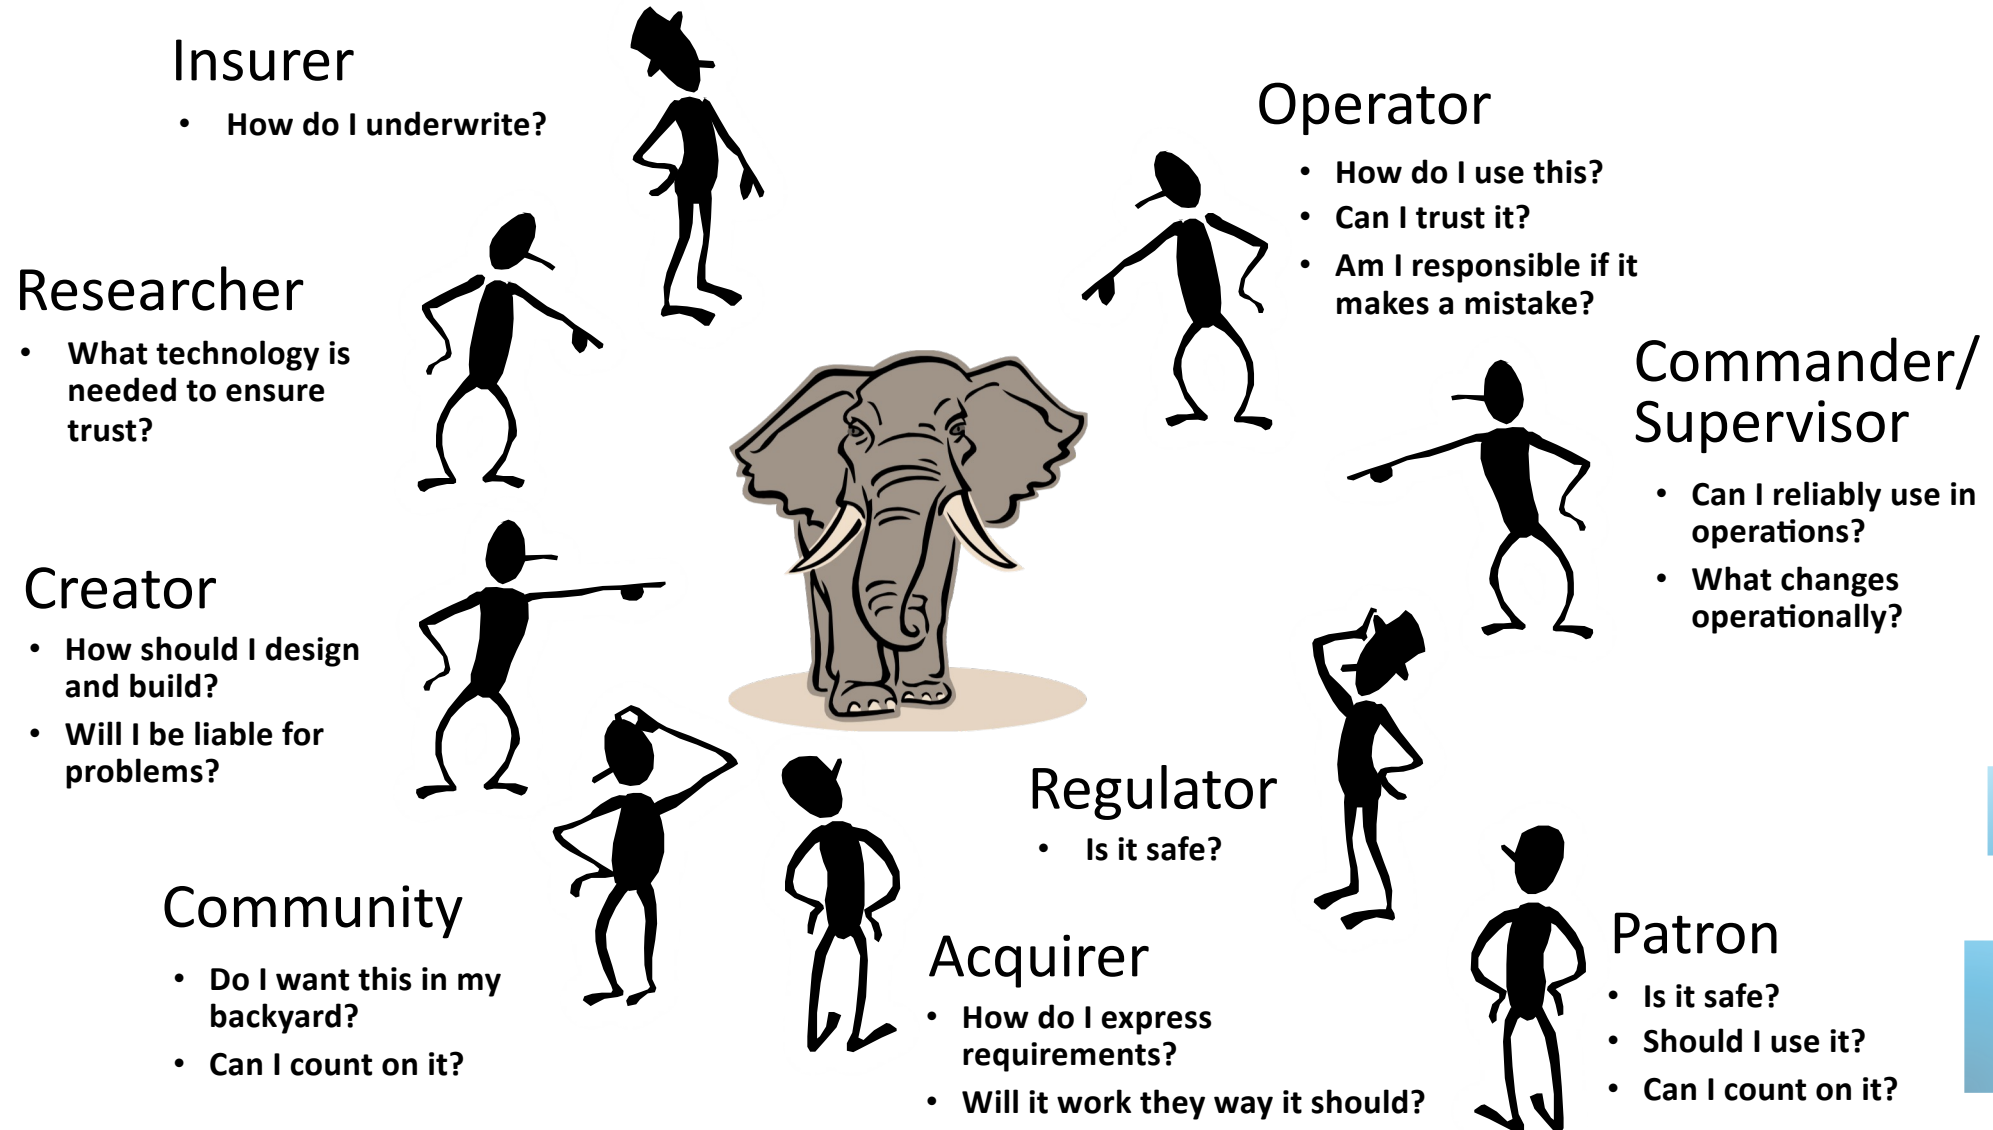 Insurer
• How do I underwrite?
Operator
• How do I use this?
• Can I trust it?
• Am I responsible if it
makes a mistake?
Researcher
• What technology is
needed to ensure
trust?
Commander/
Supervisor
• Can I reliably use in
operations?
• What changes
operationally?
Creator
• How should I design
and build?
• Will I be liable for
problems?
Regulator
• Is it safe?
Community
• Do I want this in my
backyard?
• Can I count on it?
Acquirer
• How do I express
requirements?
• Will it work they way it should?
Patron
• Is it safe?
• Should I use it?
• Can I count on it?